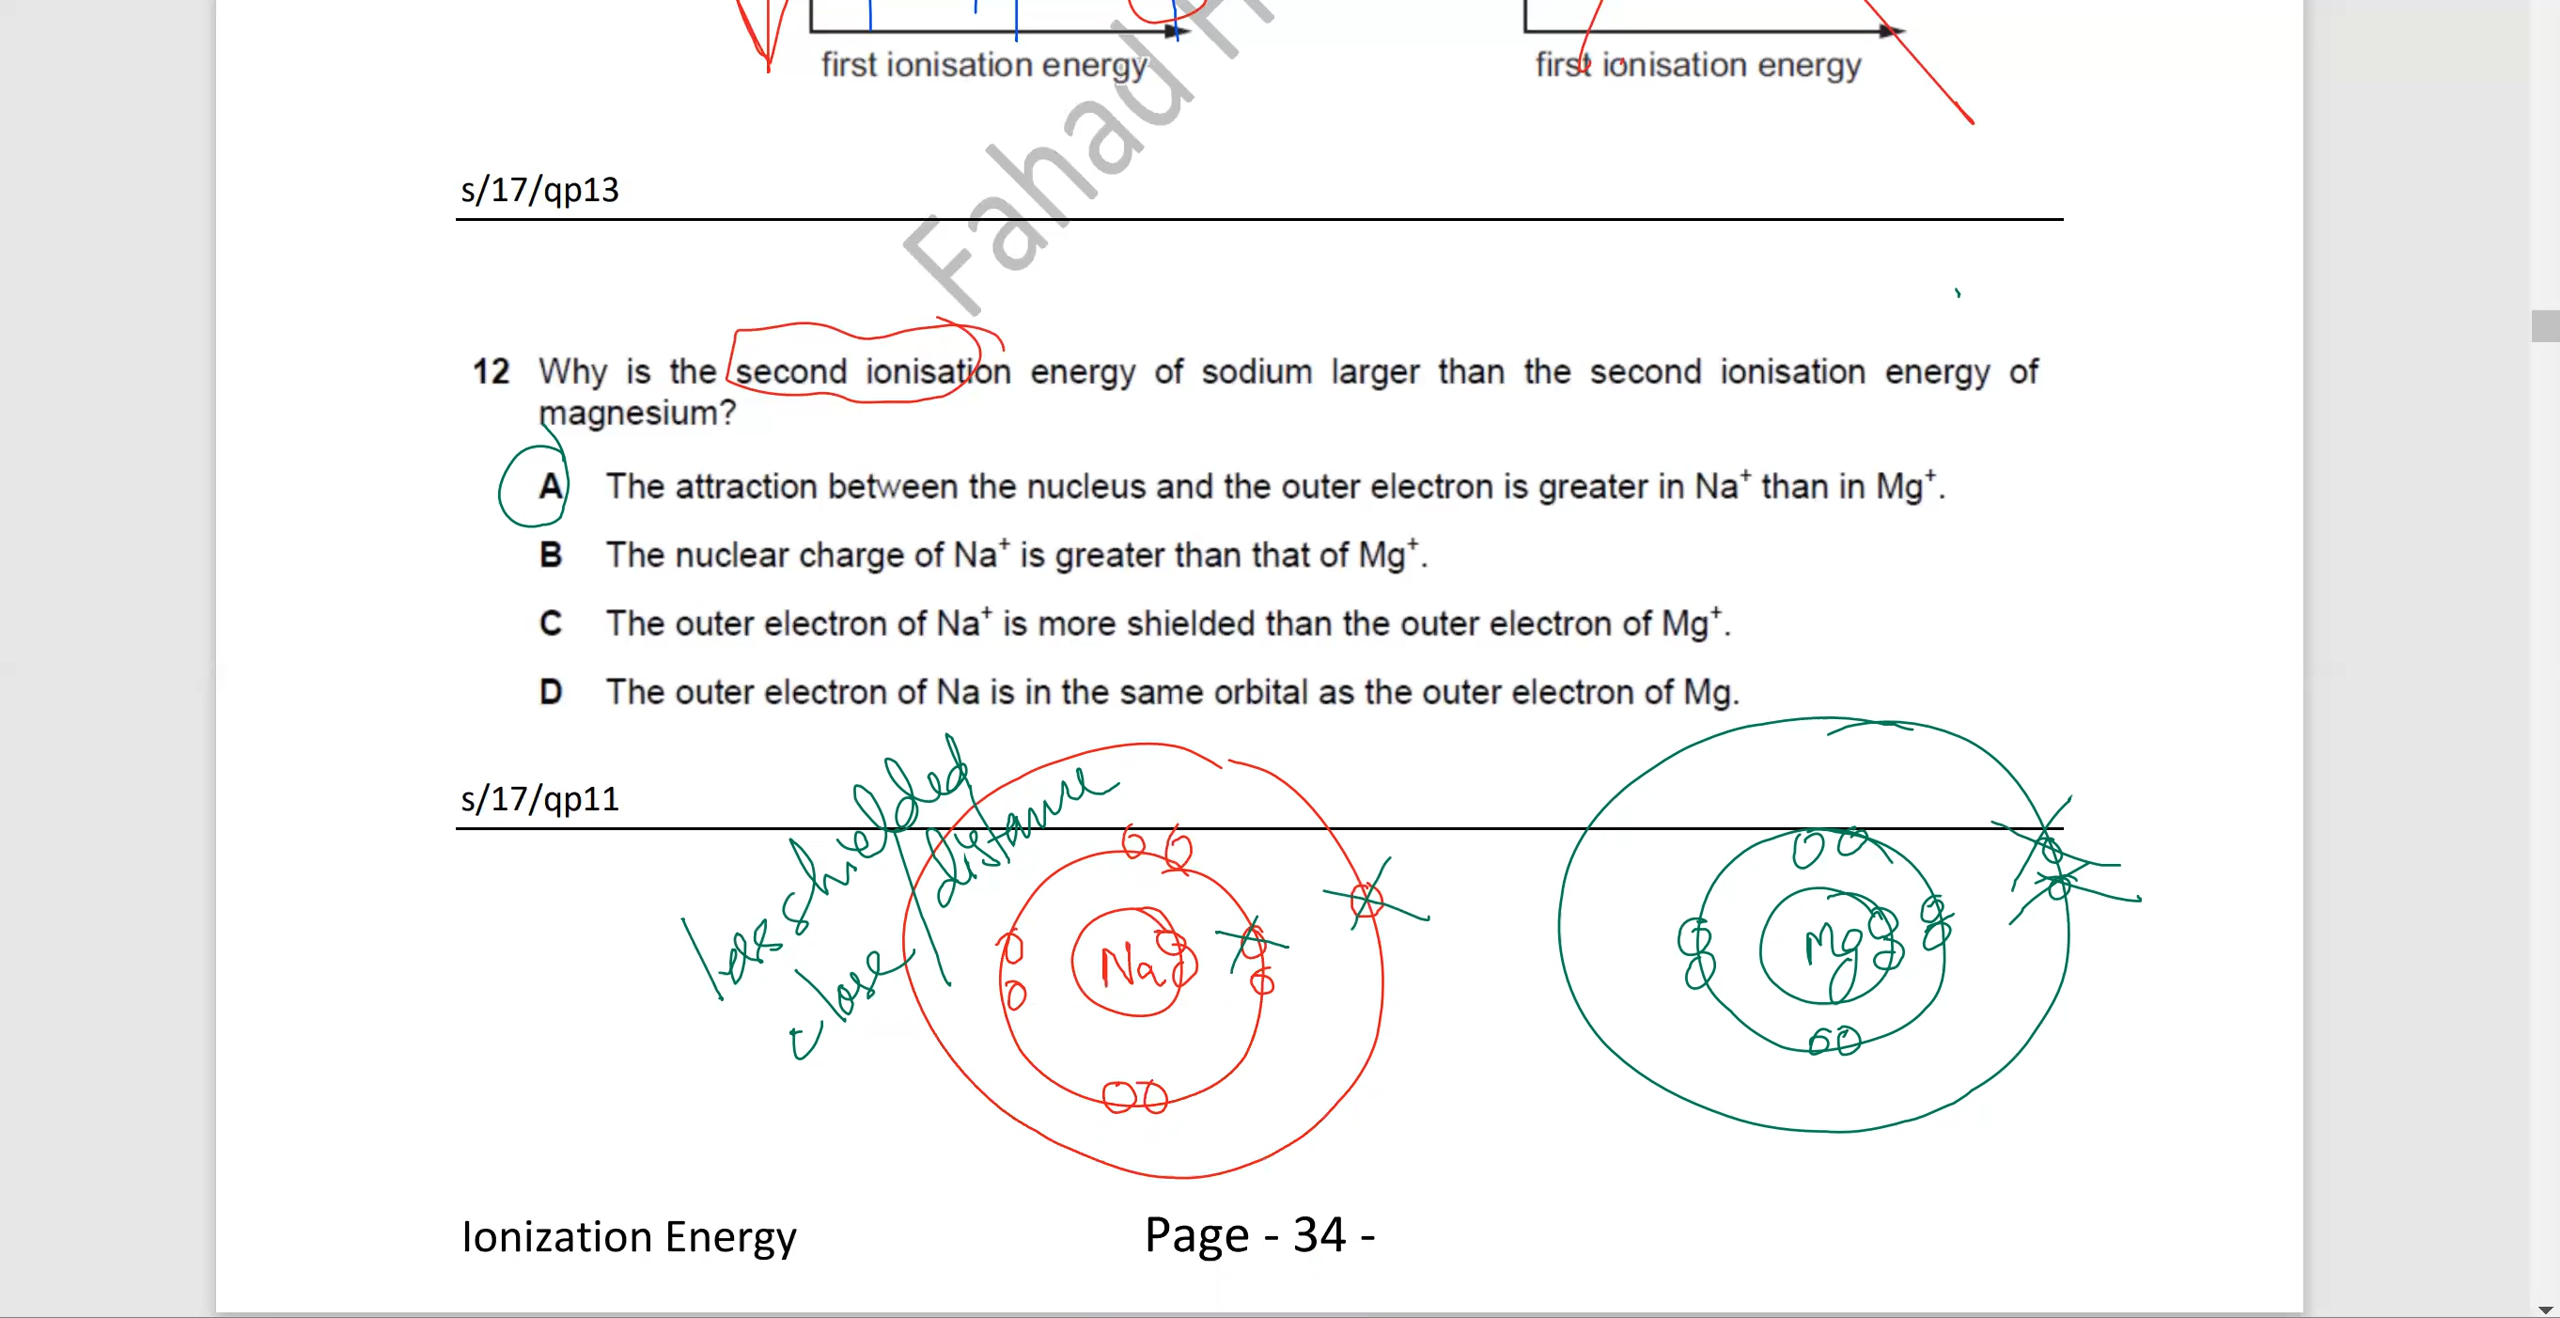 first ionisation energy
first ionisation energy
Fahad H
s/17/qp13
12 Why is the second ionisation energy of sodium larger than the second ionisation energy of
magnesium?
A The attraction between the nucleus and the outer electron is greater in Na⁺ than in Mg⁺.
B The nuclear charge of Na⁺ is greater than that of Mg⁺.
C The outer electron of Na⁺ is more shielded than the outer electron of Mg⁺.
D The outer electron of Na is in the same orbital as the outer electron of Mg.
s/17/qp11
less shielded
close distance
Na
Mg
Ionization Energy
Page - 34 -